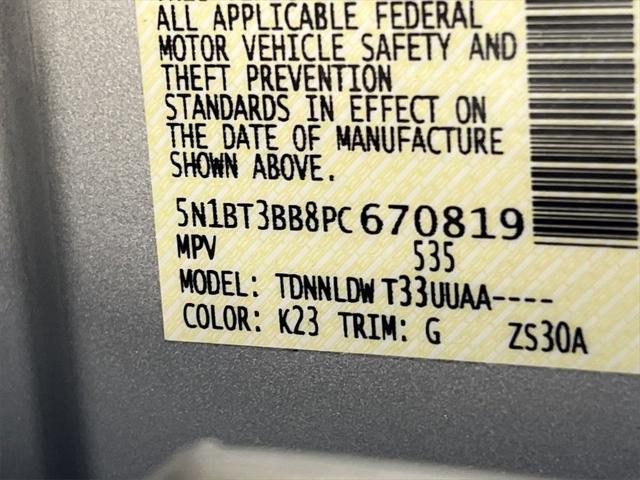 ALL APPLICABLE FEDERAL
MOTOR VEHICLE SAFETY AND
THEFT PREVENTION
STANDARDS IN EFFECT ON
THE DATE OF MANUFACTURE
SHOWN ABOVE.
5N1BT3BB8PC670819
MPV 535
MODEL: TDNNLDW T33UUAA----
COLOR: K23 TRIM: G ZS30A